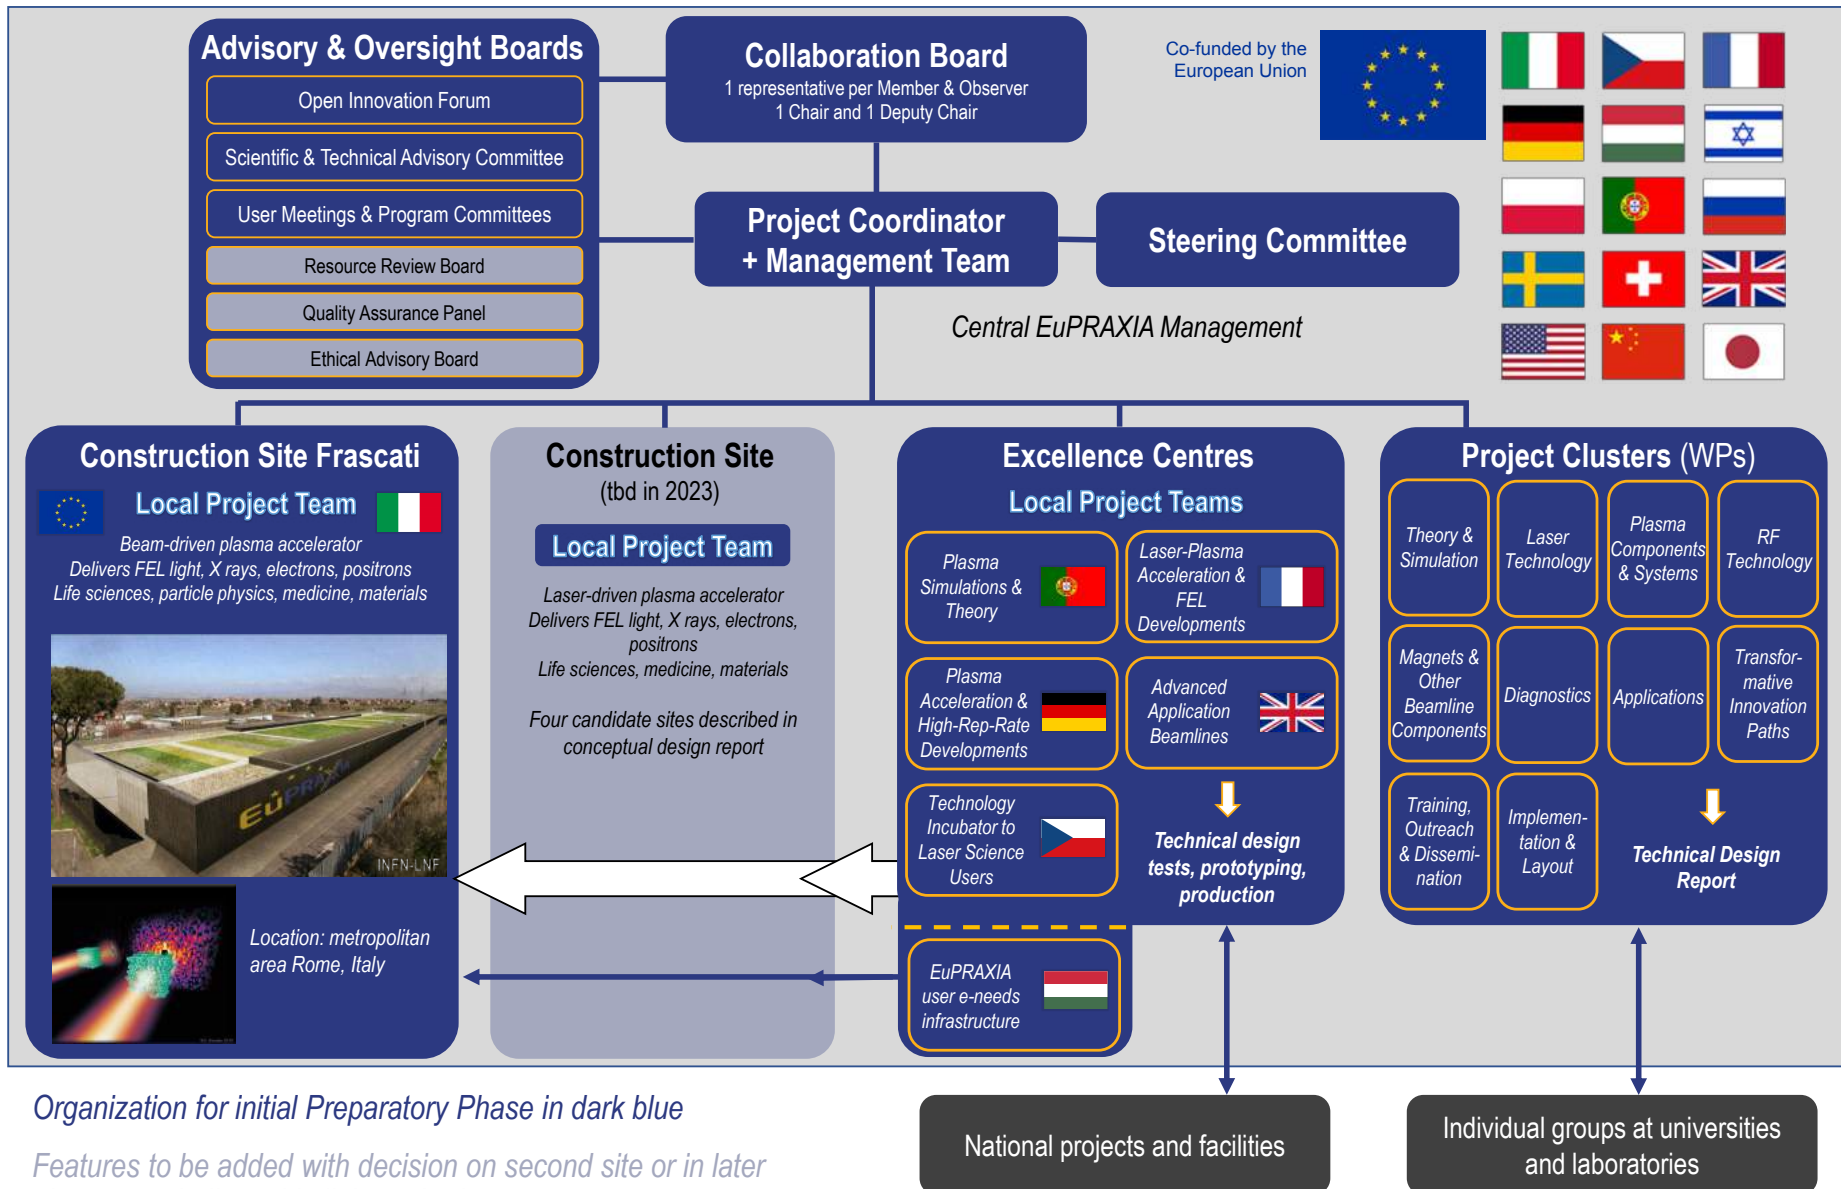 Advisory & Oversight Boards
Open Innovation Forum
Scientific & Technical Advisory Committee
User Meetings & Program Committees
Resource Review Board
Quality Assurance Panel
Ethical Advisory Board
Collaboration Board
1 representative per Member & Observer
1 Chair and 1 Deputy Chair
Co-funded by the
European Union
Project Coordinator
+ Management Team
Steering Committee
Central EuPRAXIA Management
Construction Site Frascati
Local Project Team
Beam-driven plasma accelerator
Delivers FEL light, X rays, electrons, positrons
Life sciences, particle physics, medicine, materials
EuPRAXIA
INFN-LNF
Location: metropolitan
area Rome, Italy
Construction Site
(tbd in 2023)
Local Project Team
Laser-driven plasma accelerator
Delivers FEL light, X rays, electrons,
positrons
Life sciences, medicine, materials
Four candidate sites described in
conceptual design report
Excellence Centres
Local Project Teams
Plasma
Simulations &
Theory
Laser-Plasma
Acceleration &
FEL
Developments
Plasma
Acceleration &
High-Rep-Rate
Developments
Advanced
Application
Beamlines
Technology
Incubator to
Laser Science
Users
Technical design
tests, prototyping,
production
EuPRAXIA
user e-needs
infrastructure
Project Clusters (WPs)
Theory &
Simulation
Laser
Technology
Plasma
Components
& Systems
RF
Technology
Magnets &
Other
Beamline
Components
Diagnostics
Applications
Transfor-
mative
Innovation
Paths
Training,
Outreach
& Dissemi-
nation
Implemen-
tation &
Layout
Technical Design
Report
Organization for initial Preparatory Phase in dark blue
Features to be added with decision on second site or in later
National projects and facilities
Individual groups at universities
and laboratories